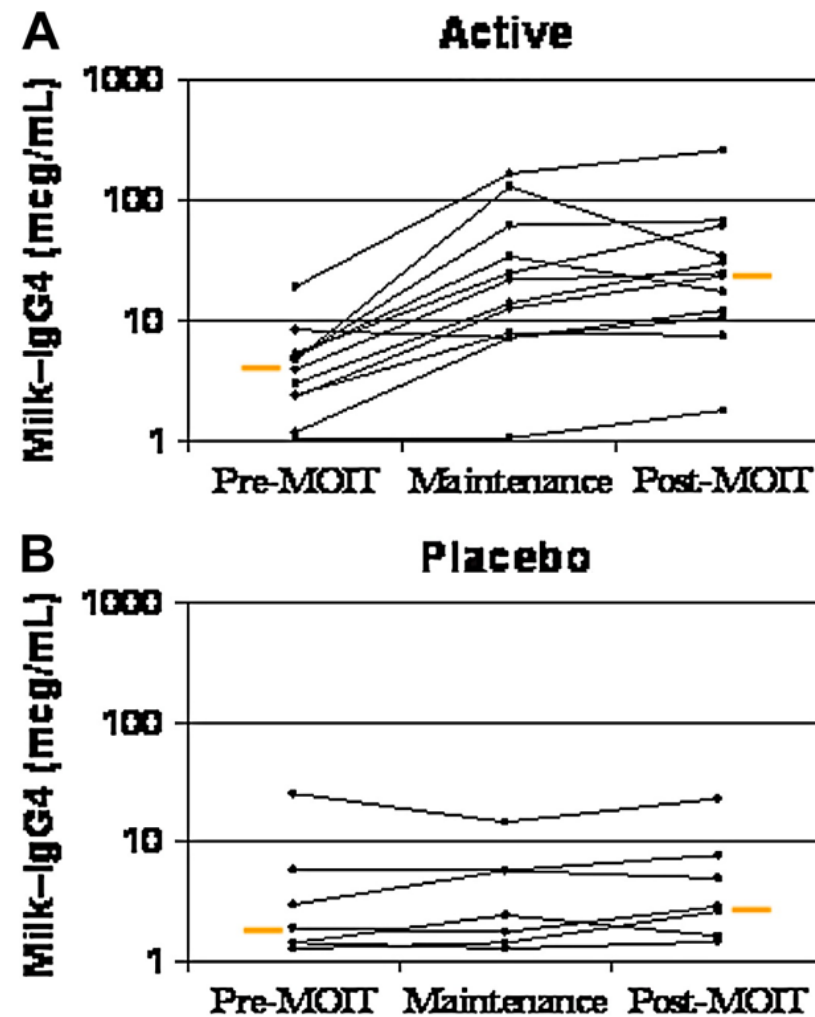 A
Active
Milk-IgG4 (mcg/mL)
1000
100
10
1
Pre-MOIT Maintenance Post-MOIT
B
Placebo
Milk-IgG4 (mcg/mL)
1000
100
10
1
Pre-MOIT Maintenance Post-MOIT